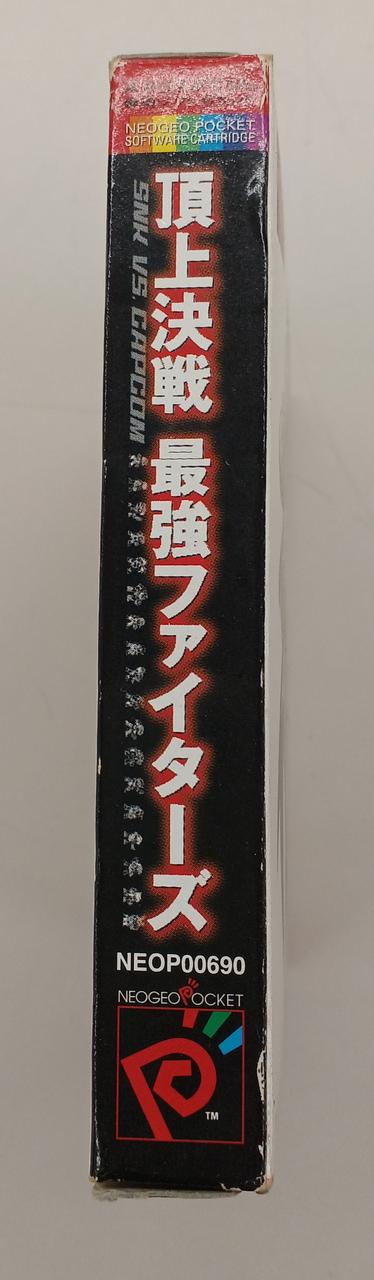 NEOGEO POCKET
SOFTWARE CARTRIDGE
頂上決戦 最強ファイターズ
SNK VS. CAPCOM
NEOP00690
NEOGEO POCKET
TM